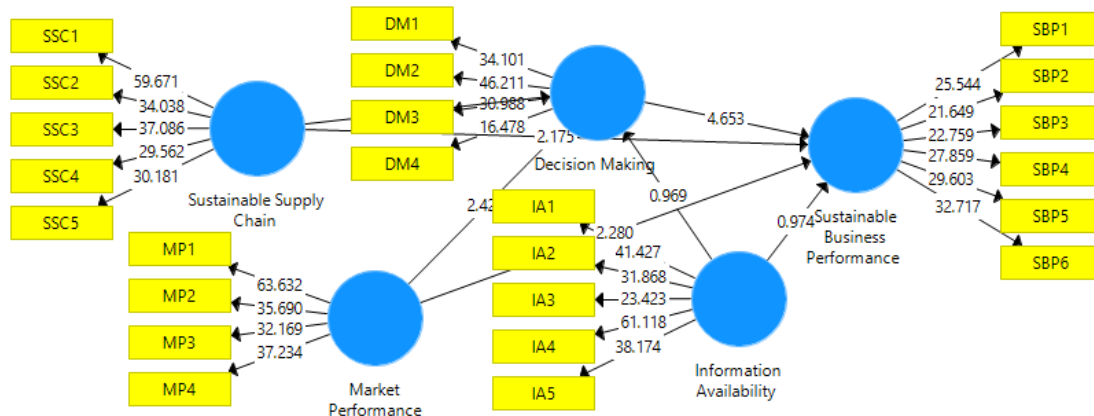 SSC1
SSC2
SSC3
SSC4
SSC5
59.671
34.038
37.086
29.562
30.181
Sustainable Supply
Chain
DM1
DM2
DM3
DM4
34.101
46.211
30.988
16.478
Decision Making
2.175
4.653
SBP1
SBP2
SBP3
SBP4
SBP5
SBP6
25.544
21.649
22.759
27.859
29.603
32.717
Sustainable
Business
Performance
MP1
MP2
MP3
MP4
63.632
35.690
32.169
37.234
Market
Performance
2.280
0.969
0.974
IA1
IA2
IA3
IA4
IA5
41.427
31.868
23.423
61.118
38.174
Information
Availability